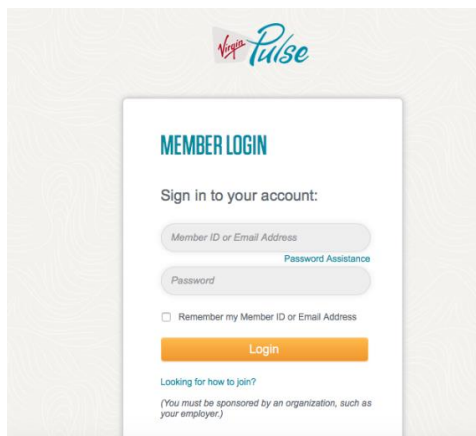 Virgin Pulse
MEMBER LOGIN
Sign in to your account:
Member ID or Email Address
Password Assistance
Password
Remember my Member ID or Email Address
Login
Looking for how to join?
(You must be sponsored by an organization, such as
your employer.)